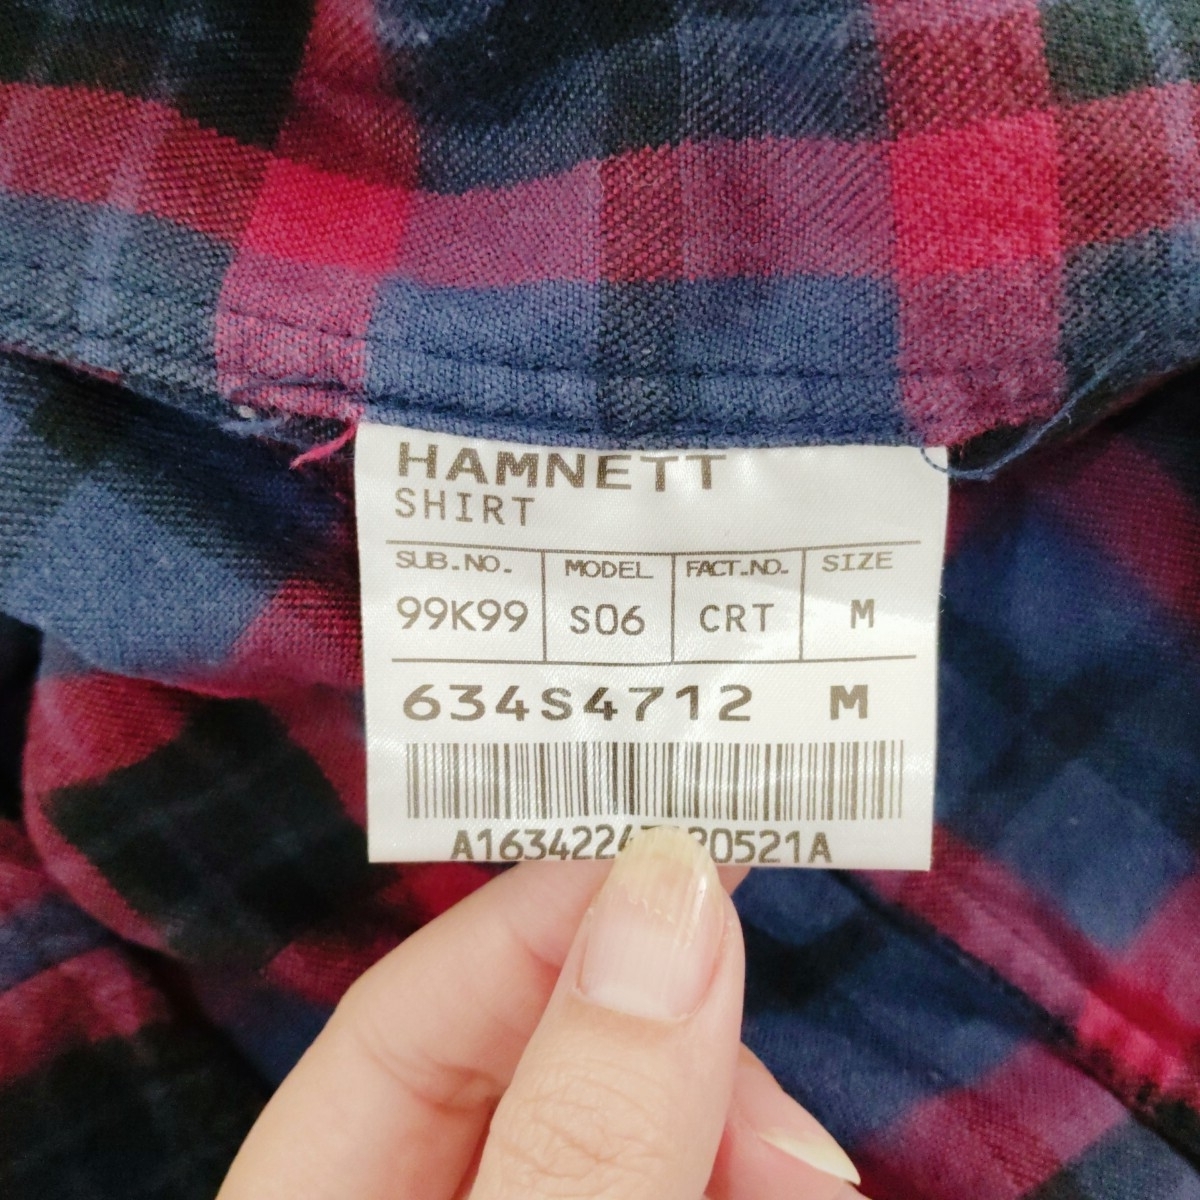 HAMNETT
SHIRT
SUB.NO. MODEL FACT.NO. SIZE
99K99 S06 CRT M
634S4712 M